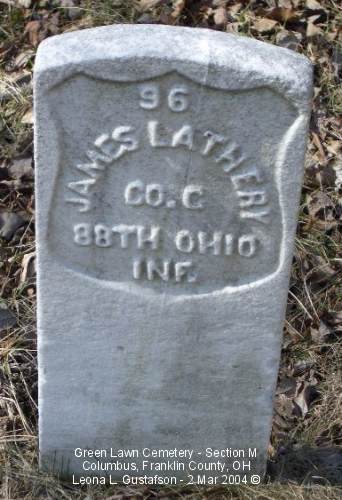 96
JAMES LATHERY
CO. C
88TH OHIO
INF.
Green Lawn Cemetery - Section M
Columbus, Franklin County, OH
Leona L. Gustafson - 2 Mar 2004 ©